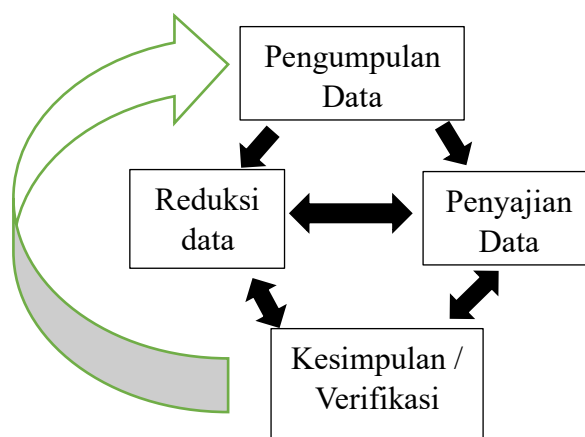 Pengumpulan
Data
Reduksi
data
Penyajian
Data
Kesimpulan /
Verifikasi